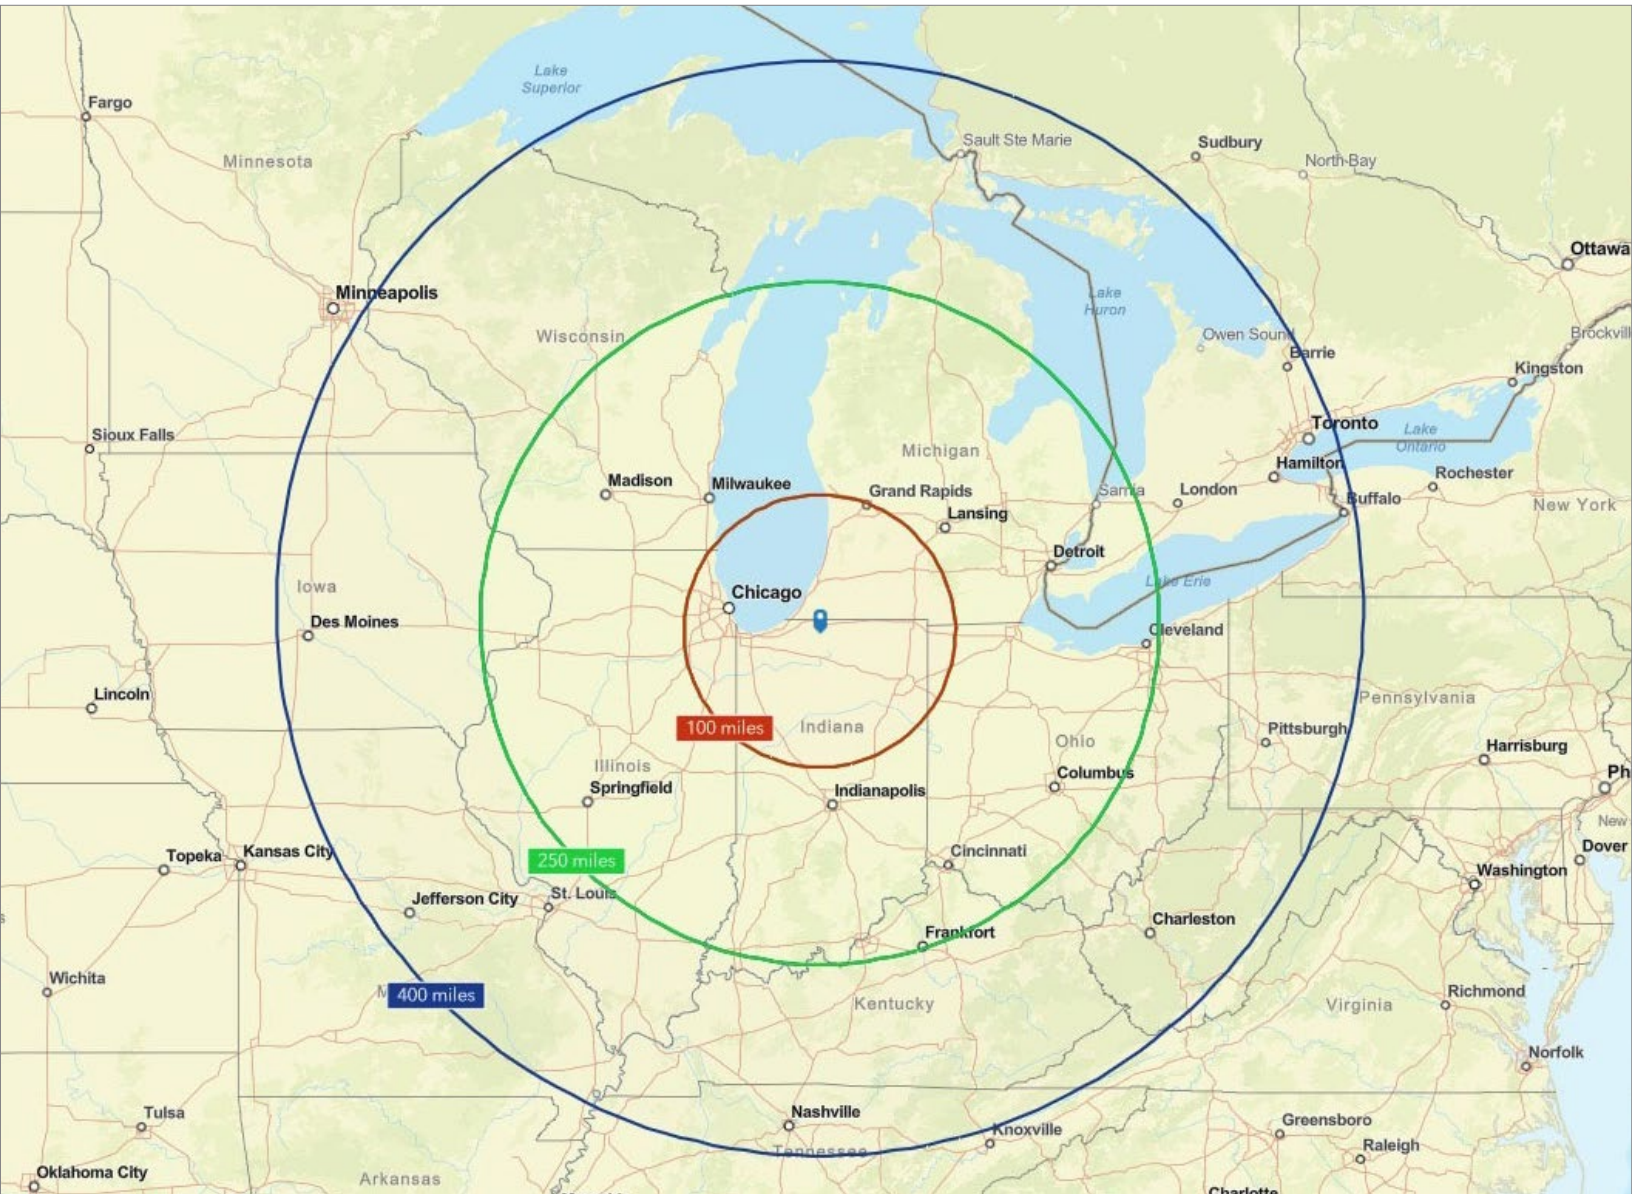 Lake
Superior
Fargo
Sault Ste Marie
Sudbury
Minnesota
North Bay
Ottawa
Minneapolis
Lake
Huron
Wisconsin
Owen Sound
Brockvill
Barrie
Kingston
Toronto
Lake
Ontario
Sioux Falls
Michigan
Hamilton
Rochester
Madison
Milwaukee
Grand Rapids
Sarnia
London
Buffalo
New York
Lansing
Detroit
Lake Erie
Iowa
Chicago
Des Moines
Cleveland
Lincoln
Pennsylvania
100 miles
Indiana
Pittsburgh
Ohio
Harrisburg
Illinois
Columbus
Ph
Springfield
Indianapolis
New
Kansas City
Topeka
250 miles
Cincinnati
Dover
Washington
Jefferson City
St. Louis
s
Charleston
Frankfort
Wichita
M
400 miles
Kentucky
Virginia
Richmond
Norfolk
Tulsa
Nashville
Knoxville
Greensboro
Tennessee
Raleigh
Oklahoma City
Arkansas
Charlotte